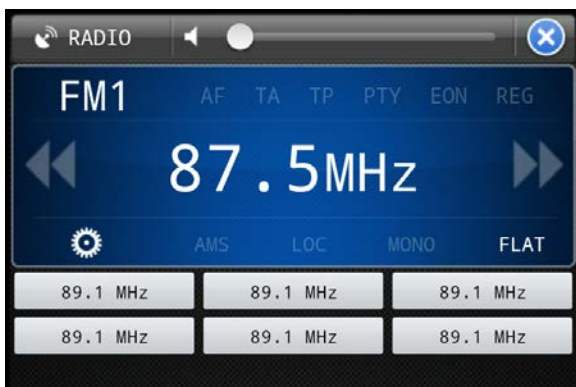 RADIO
FM1 AF TA TP PTY EON REG
87.5MHz
AMS LOC MONO FLAT
89.1 MHz 89.1 MHz 89.1 MHz
89.1 MHz 89.1 MHz 89.1 MHz